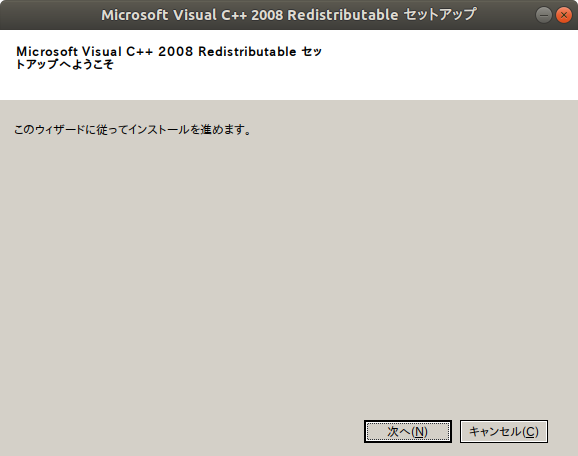 Microsoft Visual C++ 2008 Redistributable セットアップ
Microsoft Visual C++ 2008 Redistributable セッ
トアップへようこそ
このウィザードに従ってインストールを進めます。
次へ(N)
キャンセル(C)